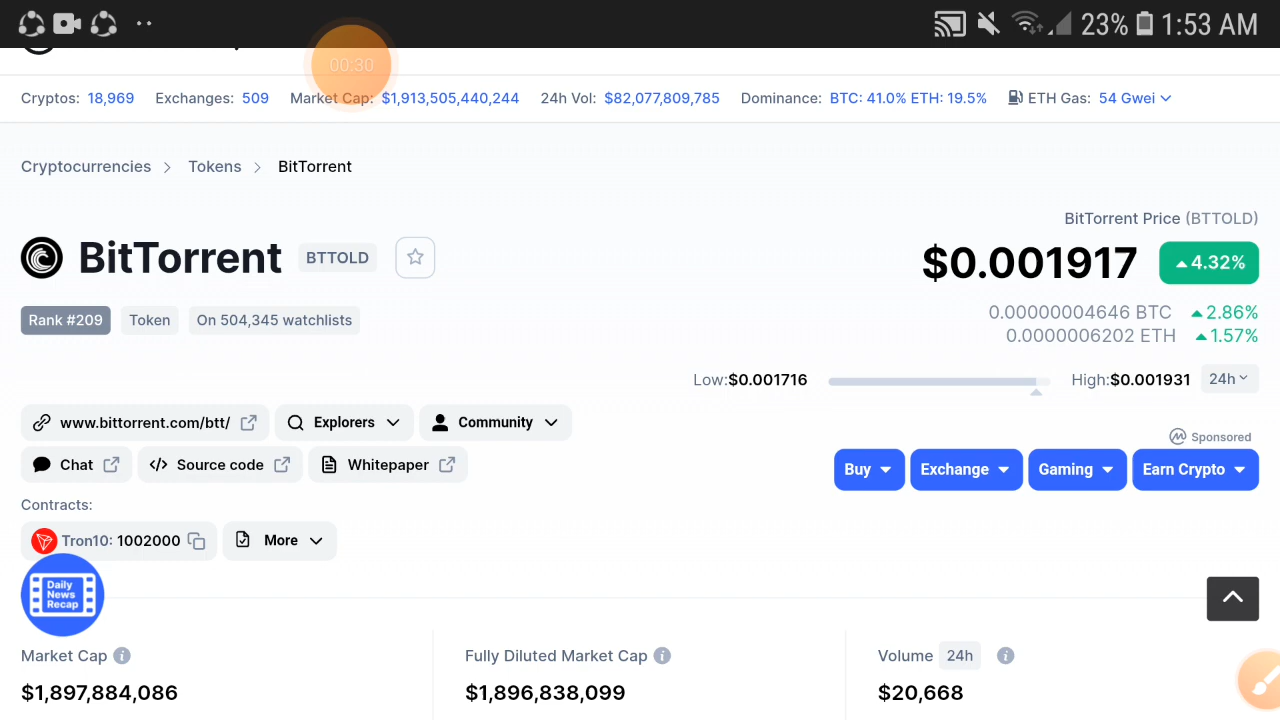 23% 1:53 AM
00:30
Cryptos: 18,969 Exchanges: 509 Market Cap: $1,913,505,440,244 24h Vol: $82,077,809,785 Dominance: BTC: 41.0% ETH: 19.5% ETH Gas: 54 Gwei
Cryptocurrencies > Tokens > BitTorrent
BitTorrent Price (BTTOLD)
BitTorrent BTTOLD $0.001917 4.32%
Rank #209 Token On 504,345 watchlists 0.00000004646 BTC 2.86%
0.0000006202 ETH 1.57%
Low:$0.001716 High:$0.001931 24h
www.bittorrent.com/btt/ Explorers Community
Sponsored
Chat Source code Whitepaper Buy Exchange Gaming Earn Crypto
Contracts:
Tron10: 1002000 More
Daily
News
Recap
Market Cap Fully Diluted Market Cap Volume 24h
$1,897,884,086 $1,896,838,099 $20,668